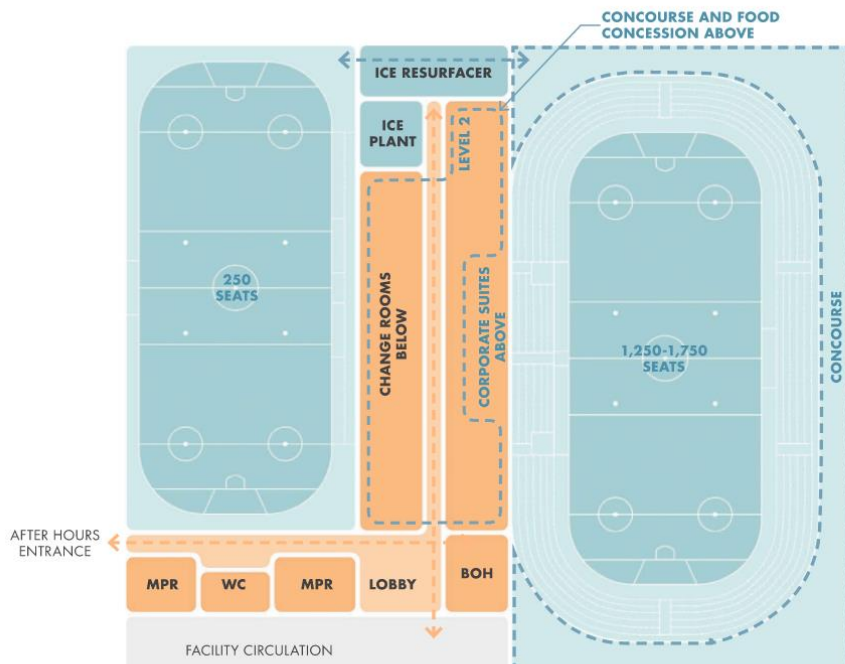 CONCOURSE AND FOOD
CONCESSION ABOVE
ICE RESURFACER
ICE
PLANT
LEVEL 2
250
SEATS
CHANGE ROOMS
BELOW
CORPORATE SUITES
ABOVE
1,250-1,750
SEATS
CONCOURSE
AFTER HOURS
ENTRANCE
MPR
WC
MPR
LOBBY
BOH
FACILITY CIRCULATION